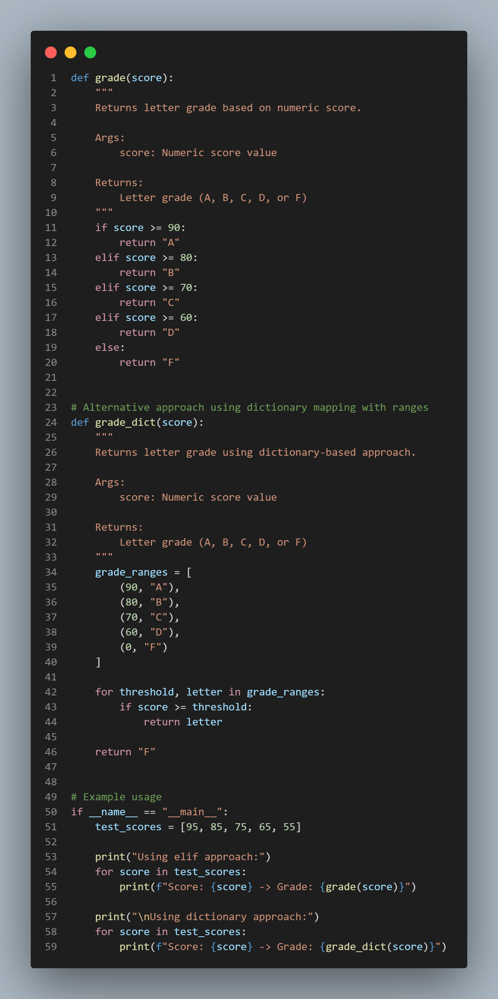 1 def grade(score):
2     """
3     Returns letter grade based on numeric score.
4
5     Args:
6         score: Numeric score value
7
8     Returns:
9         Letter grade (A, B, C, D, or F)
10     """
11     if score >= 90:
12         return "A"
13     elif score >= 80:
14         return "B"
15     elif score >= 70:
16         return "C"
17     elif score >= 60:
18         return "D"
19     else:
20         return "F"
21
22
23 # Alternative approach using dictionary mapping with ranges
24 def grade_dict(score):
25     """
26     Returns letter grade using dictionary-based approach.
27
28     Args:
29         score: Numeric score value
30
31     Returns:
32         Letter grade (A, B, C, D, or F)
33     """
34     grade_ranges = [
35         (90, "A"),
36         (80, "B"),
37         (70, "C"),
38         (60, "D"),
39         (0, "F")
40     ]
41
42     for threshold, letter in grade_ranges:
43         if score >= threshold:
44             return letter
45
46     return "F"
47
48
49 # Example usage
50 if __name__ == "__main__":
51     test_scores = [95, 85, 75, 65, 55]
52
53     print("Using elif approach:")
54     for score in test_scores:
55         print(f"Score: {score} -> Grade: {grade(score)}")
56
57     print("\nUsing dictionary approach:")
58     for score in test_scores:
59         print(f"Score: {score} -> Grade: {grade_dict(score)}")